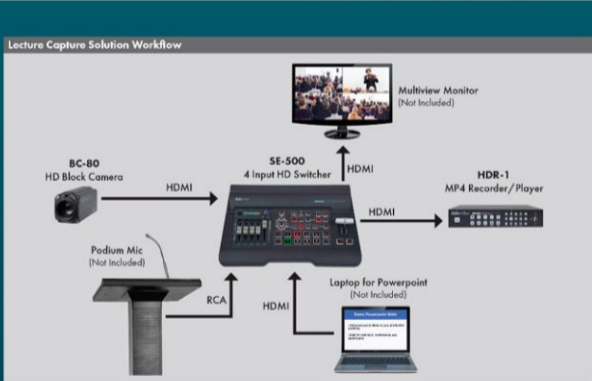 Lecture Capture Solution Workflow
Multiview Monitor
(Not Included)
BC-80
HD Block Camera
SE-500
4 Input HD Switcher
HDMI
HDMI
HDR-1
MP4 Recorder/Player
HDMI
Podium Mic
(Not Included)
RCA
HDMI
Laptop for Powerpoint
(Not Included)